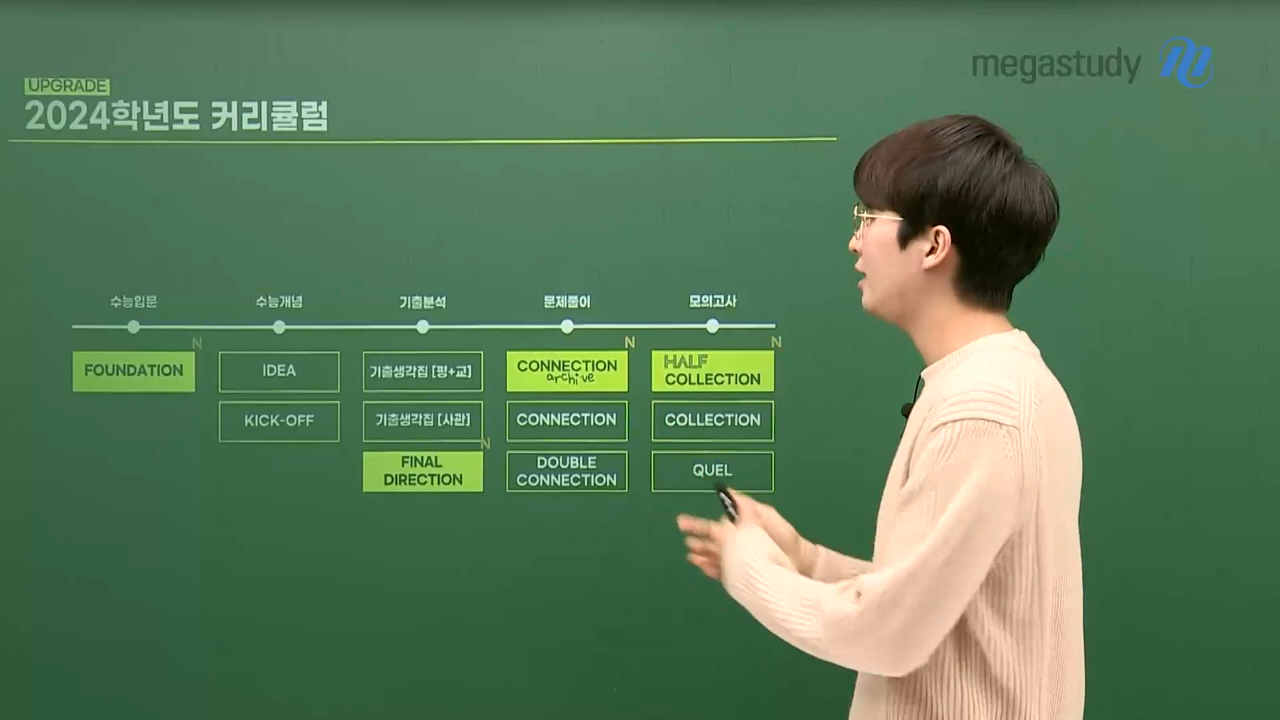 megastudy
UPGRADE
2024학년도 커리큘럼
수능입문
수능개념
기출분석
문제풀이
모의고사
N
N
N
FOUNDATION
IDEA
기출생각집 [평+교]
CONNECTION
archive
HALF
COLLECTION
KICK-OFF
기출생각집 [사관]
CONNECTION
COLLECTION
N
FINAL
DIRECTION
DOUBLE
CONNECTION
QUEL